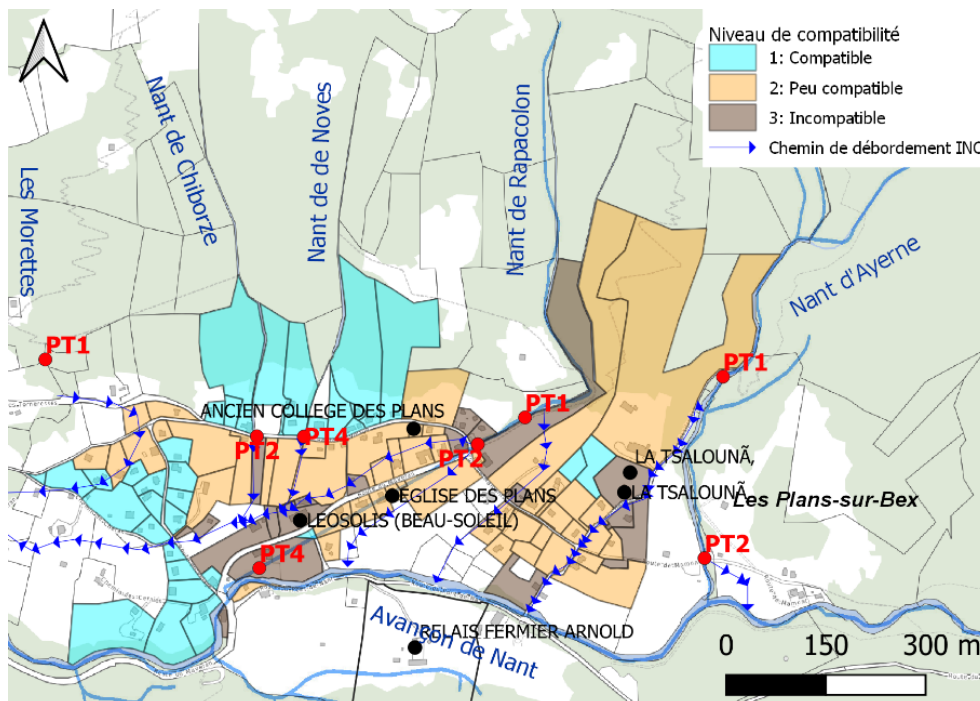 Niveau de compatibilité
1: Compatible
2: Peu compatible
3: Incompatible
Chemin de débordement INO
Les Morettes
Nant de Chiborze
Nant de de Noves
Nant de Rapacolon
Nant d'Ayerne
PT1
PT1
PT1
ANCIEN COLLEGE DES PLANS
PT2
PT4
PT2
LA TSALOUNÃ,
LA TSALOUNÃ
Les Plans-sur-Bex
EGLISE DES PLANS
LEOSOLIS (BEAU-SOLEIL)
PT4
PT2
Avançon de Nant
RELAIS FERMIER ARNOLD
0 150 300 m